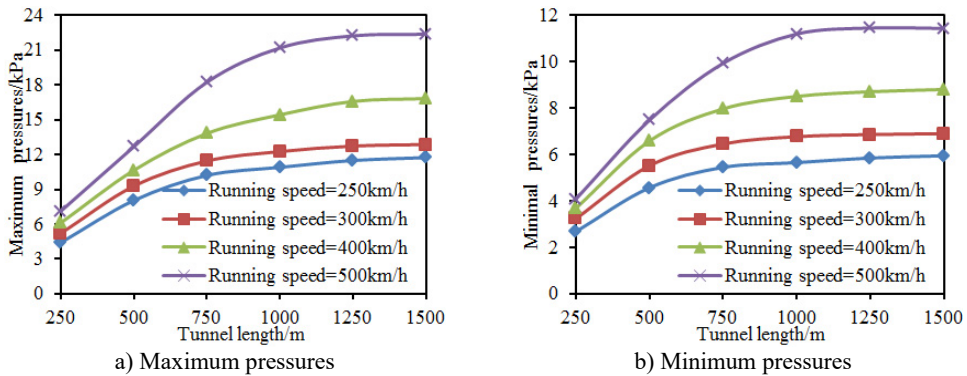 Maximum pressures/kPa
24
21
18
15
12
9
6
3
0
Running speed=250km/h
Running speed=300km/h
Running speed=400km/h
Running speed=500km/h
250 500 750 1000 1250 1500
Tunnel length/m
a) Maximum pressures
Minimal pressures/kPa
12
10
8
6
4
2
0
Running speed=250km/h
Running speed=300km/h
Running speed=400km/h
Running speed=500km/h
250 500 750 1000 1250 1500
Tunnel length/m
b) Minimum pressures